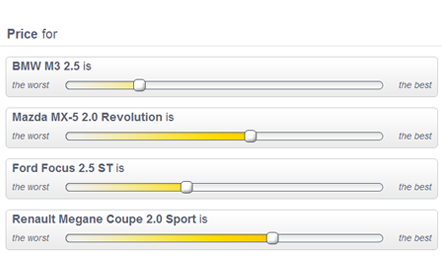 Price for
BMW M3 2.5 is
the worst the best
Mazda MX-5 2.0 Revolution is
the worst the best
Ford Focus 2.5 ST is
the worst the best
Renault Megane Coupe 2.0 Sport is
the worst the best